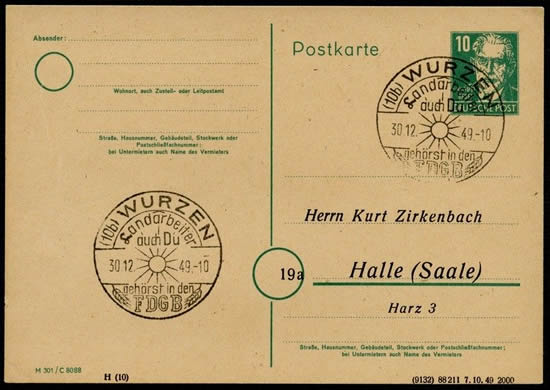 Absender:
Wohnort, auch Zustell- oder Leitpostamt
Straße, Hausnummer, Gebäudeteil, Stockwerk oder
Postschließfachnummer;
bei Untermietern auch Name des Vermieters
Postkarte
10
DEUTSCHE POST
(10b) WURZEN
Landarbeiter
auch Du
30.12. 49.-10
gehörst in den
FDGB
(10b) WURZEN
Landarbeiter
auch Du
30.12. 49.-10
gehörst in den
FDGB
Herrn Kurt Zirkenbach
19a
Halle (Saale)
Harz 3
Straße, Hausnummer, Gebäudeteil, Stockwerk oder Postschließfachnummer;
bei Untermietern auch Name des Vermieters
M 301 / C 8088
H (10)
(9132) 88211 7.10.49 2000